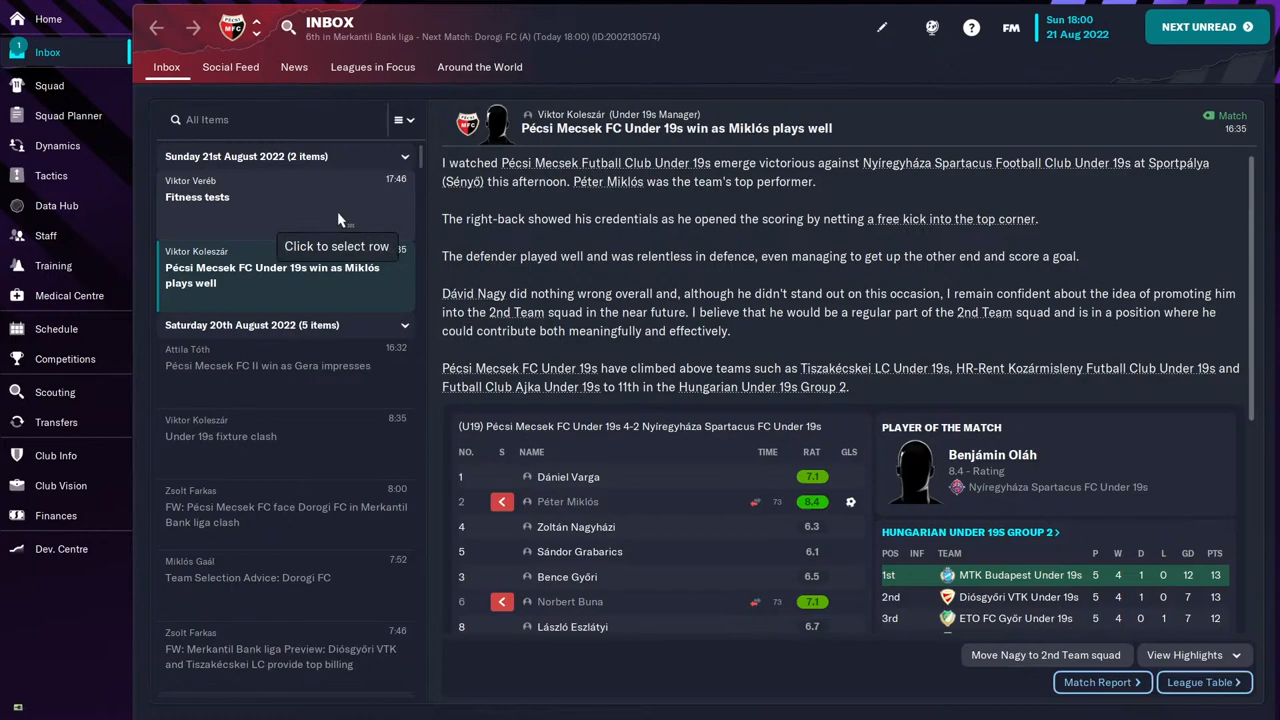 Home
INBOX
6th in Merkantil Bank liga - Next Match: Dorogi FC (A) (Today 18:00) (ID:2002130574)
FM
Sun 18:00
21 Aug 2022
NEXT UNREAD
1
Inbox
Squad
Squad Planner
Dynamics
Tactics
Data Hub
Staff
Training
Medical Centre
Schedule
Competitions
Scouting
Transfers
Club Info
Club Vision
Finances
Dev. Centre
Inbox
Social Feed
News
Leagues in Focus
Around the World
All Items
Sunday 21st August 2022 (2 items)
Viktor Veréb
17:46
Fitness tests
Click to select row
Viktor Koleszár
35
Pécsi Mecsek FC Under 19s win as Miklós
plays well
Saturday 20th August 2022 (5 items)
Attila Tóth
16:32
Pécsi Mecsek FC II win as Gera impresses
Viktor Koleszár
8:35
Under 19s fixture clash
Zsolt Farkas
8:00
FW: Pécsi Mecsek FC face Dorogi FC in Merkantil
Bank liga clash
Miklós Gaál
7:52
Team Selection Advice: Dorogi FC
Zsolt Farkas
7:46
FW: Merkantil Bank liga Preview: Diósgyőri VTK
and Tiszakécskei LC provide top billing
Viktor Koleszár (Under 19s Manager)
Pécsi Mecsek FC Under 19s win as Miklós plays well
Match
16:35
I watched Pécsi Mecsek Futball Club Under 19s emerge victorious against Nyíregyháza Spartacus Football Club Under 19s at Sportpálya
(Sényő) this afternoon. Péter Miklós was the team's top performer.
The right-back showed his credentials as he opened the scoring by netting a free kick into the top corner.
The defender played well and was relentless in defence, even managing to get up the other end and score a goal.
Dávid Nagy did nothing wrong overall and, although he didn't stand out on this occasion, I remain confident about the idea of promoting him
into the 2nd Team squad in the near future. I believe that he would be a regular part of the 2nd Team squad and is in a position where he
could contribute both meaningfully and effectively.
Pécsi Mecsek FC Under 19s have climbed above teams such as Tiszakécskei LC Under 19s, HR-Rent Kozármisleny Futball Club Under 19s and
Futball Club Ajka Under 19s to 11th in the Hungarian Under 19s Group 2.
(U19) Pécsi Mecsek FC Under 19s 4-2 Nyíregyháza Spartacus FC Under 19s
NO. S NAME TIME RAT GLS
1 Dániel Varga 7.1
2 Péter Miklós 73 8.4
4 Zoltán Nagyházi 6.3
5 Sándor Grabarics 6.1
3 Bence Győri 6.5
6 Norbert Buna 73 7.1
8 László Eszlátyi 6.7
PLAYER OF THE MATCH
Benjámin Oláh
8.4 - Rating
Nyíregyháza Spartacus FC Under 19s
HUNGARIAN UNDER 19S GROUP 2
POS INF TEAM P W D L GD PTS
1st MTK Budapest Under 19s 5 4 1 0 12 13
2nd Diósgyőri VTK Under 19s 5 4 1 0 7 13
3rd ETO FC Győr Under 19s 5 4 0 1 7 12
Move Nagy to 2nd Team squad
View Highlights
Match Report
League Table